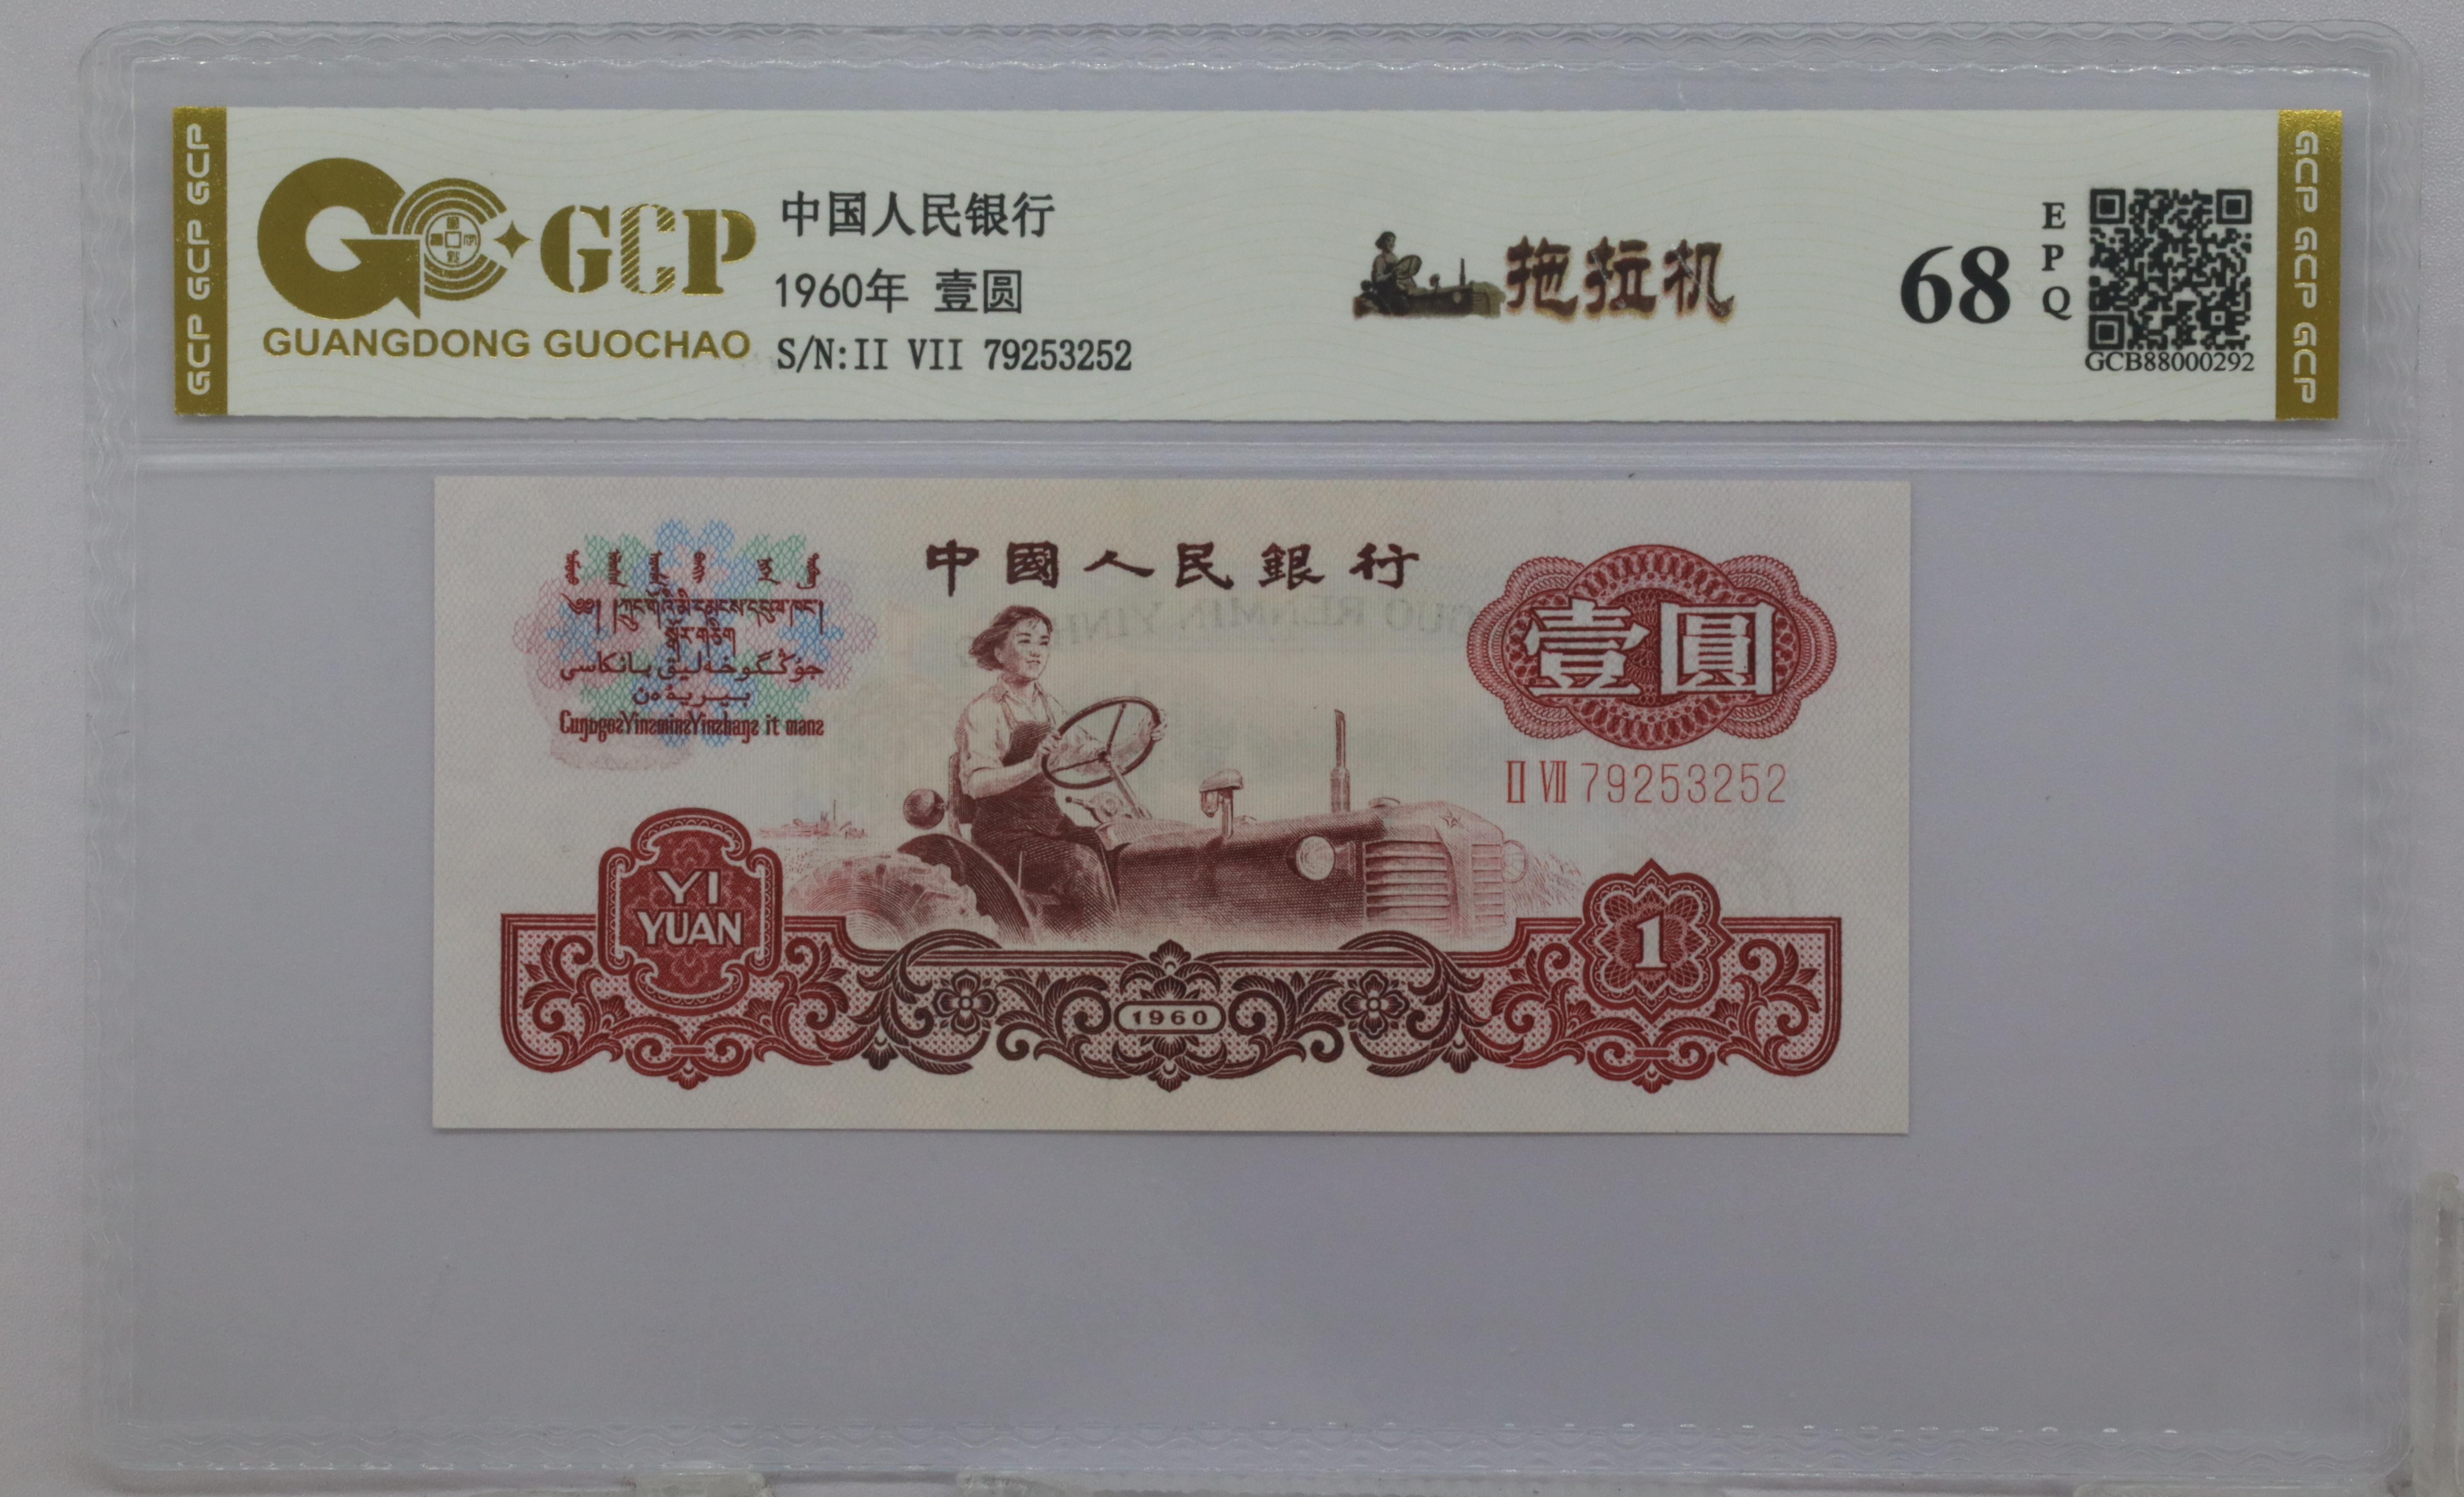 GCP GCP GCP
GCP
GUANGDONG GUOCHAO
中国人民银行
1960年 壹圆
S/N:II VII 79253252
拖拉机
68
EPQ
GCB88000292
GCP GCP GCP
中國人民銀行
壹圓
II VII 79253252
YI
YUAN
1960
1